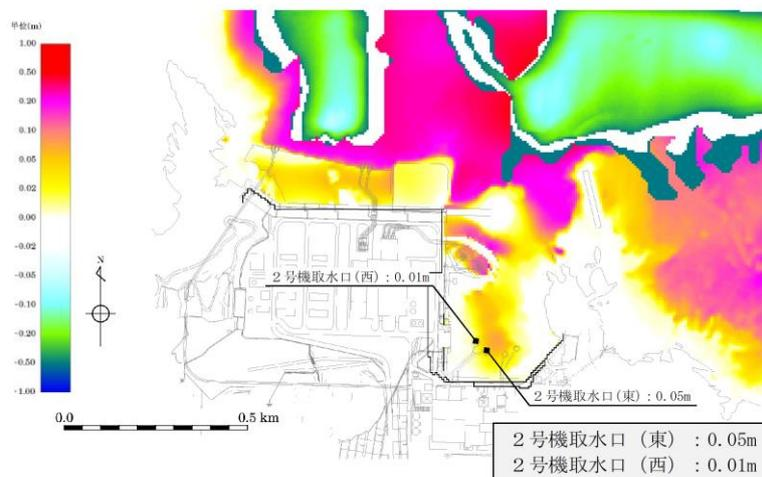 単位(m)
1.00
0.50
0.20
0.10
0.05
0.02
0.00
-0.02
-0.05
-0.10
-0.20
-0.50
-1.00
N
２号機取水口(西)：0.01m
２号機取水口(東)：0.05m
0.0 0.5 km
２号機取水口（東）：0.05m
２号機取水口（西）：0.01m